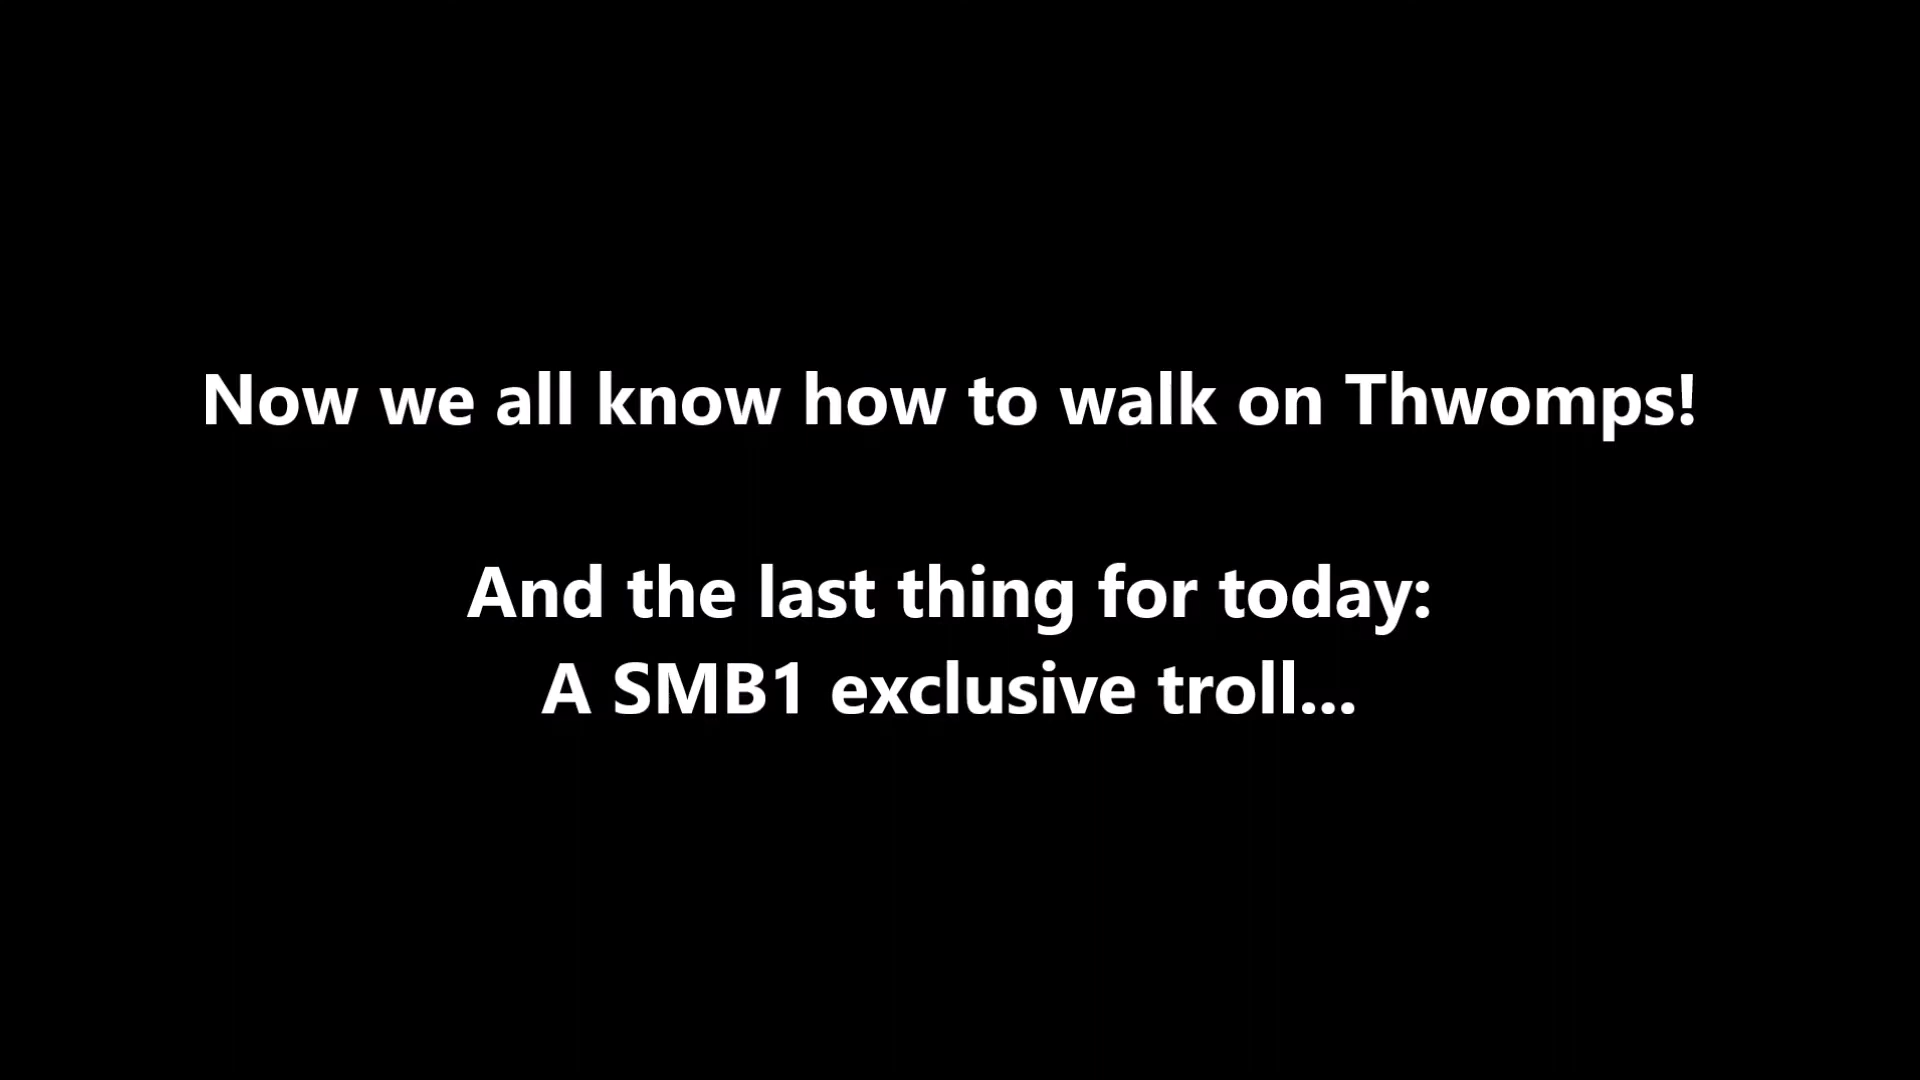 Now we all know how to walk on Thwomps!
And the last thing for today:
A SMB1 exclusive troll...